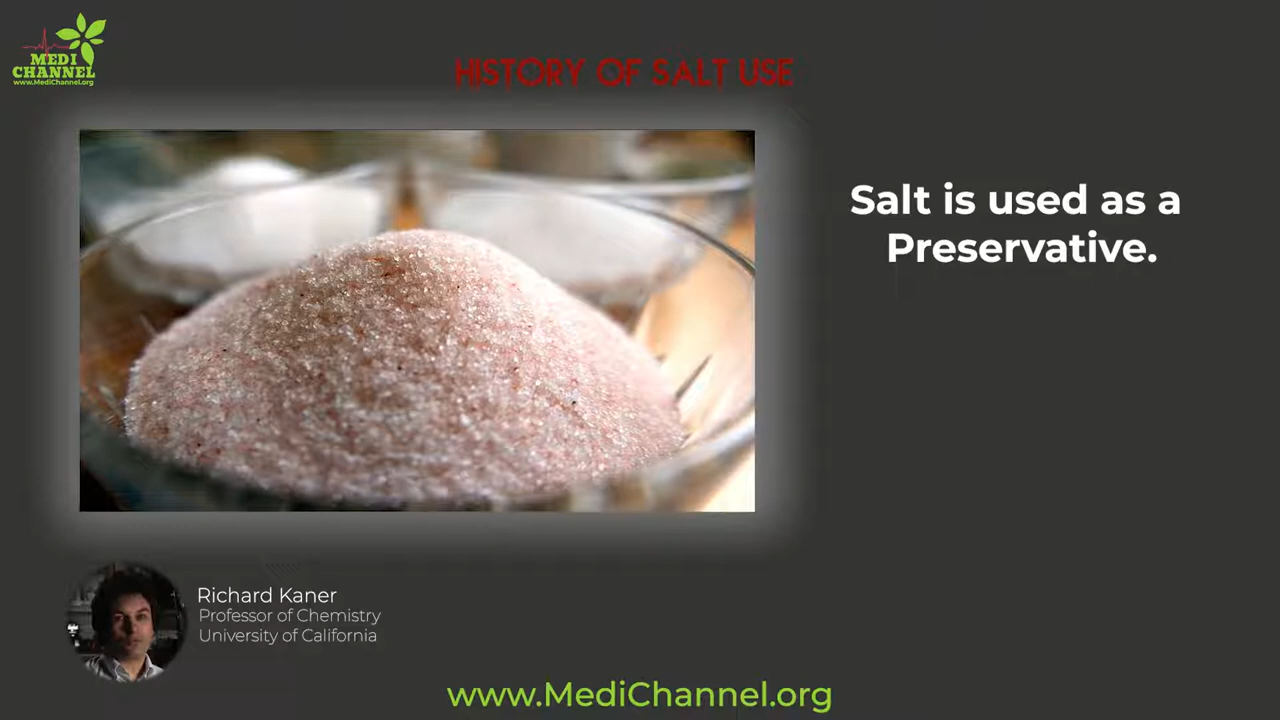 MEDI
CHANNEL
www.MediChannel.org
HISTORY OF SALT USE
Salt is used as a
Preservative.
Richard Kaner
Professor of Chemistry
University of California
www.MediChannel.org